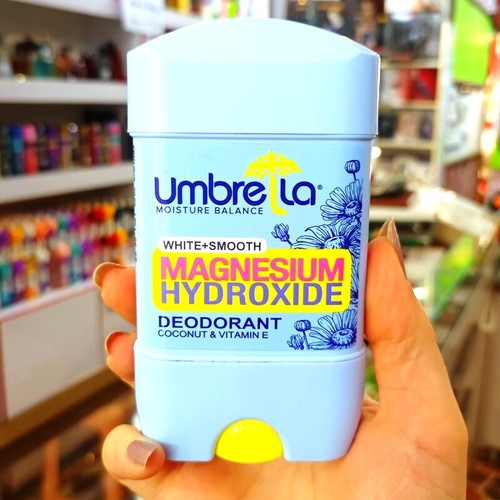 Umbrella®
MOISTURE BALANCE
WHITE+SMOOTH
MAGNESIUM
HYDROXIDE
DEODORANT
COCONUT & VITAMIN E